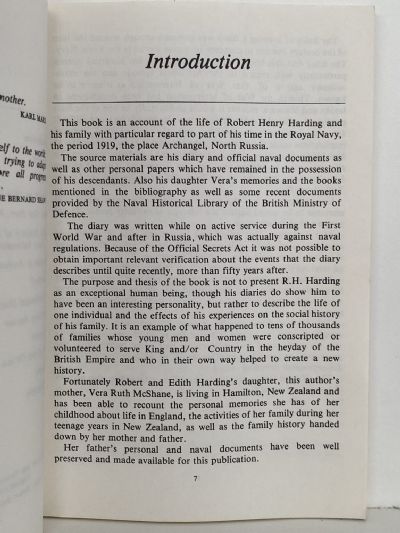 mother.
KARL MARX
self to the world
trying to adapt
ore all progress
E BERNARD SHAW
Introduction
This book is an account of the life of Robert Henry Harding and
his family with particular regard to part of his time in the Royal Navy,
the period 1919, the place Archangel, North Russia.
The source materials are his diary and official naval documents as
well as other personal papers which have remained in the possession
of his descendants. Also his daughter Vera's memories and the books
mentioned in the bibliography as well as some recent documents
provided by the Naval Historical Library of the British Ministry of
Defence.
The diary was written while on active service during the First
World War and after in Russia, which was actually against naval
regulations. Because of the Official Secrets Act it was not possible to
obtain important relevant verification about the events that the diary
describes until quite recently, more than fifty years after.
The purpose and thesis of the book is not to present R.H. Harding
as an exceptional human being, though his diaries do show him to
have been an interesting personality, but rather to describe the life of
one individual and the effects of his experiences on the social history
of his family. It is an example of what happened to tens of thousands
of families whose young men and women were conscripted or
volunteered to serve King and/or Country in the heyday of the
British Empire and who in their own way helped to create a new
history.
Fortunately Robert and Edith Harding's daughter, this author's
mother, Vera Ruth McShane, is living in Hamilton, New Zealand and
has been able to recount the personal memories she has of her
childhood about life in England, the activities of her family during her
teenage years in New Zealand, as well as the family history handed
down by her mother and father.
Her father's personal and naval documents have been well
preserved and made available for this publication.
7